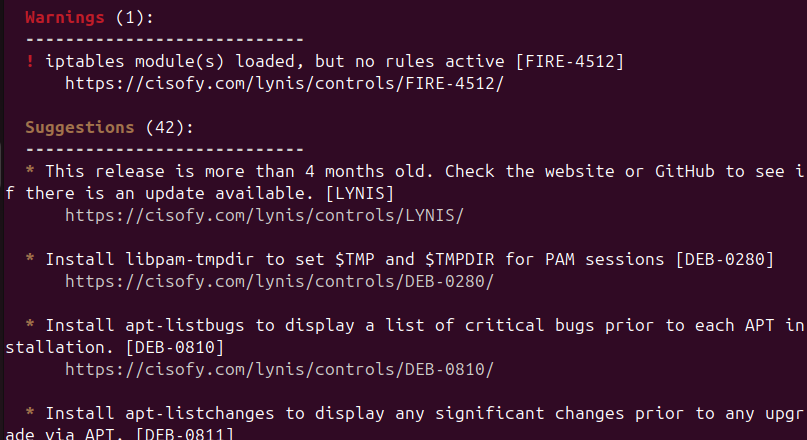 Warnings (1):
----------------------------
! iptables module(s) loaded, but no rules active [FIRE-4512]
https://cisofy.com/lynis/controls/FIRE-4512/
Suggestions (42):
----------------------------
* This release is more than 4 months old. Check the website or GitHub to see i
f there is an update available. [LYNIS]
https://cisofy.com/lynis/controls/LYNIS/
* Install libpam-tmpdir to set $TMP and $TMPDIR for PAM sessions [DEB-0280]
https://cisofy.com/lynis/controls/DEB-0280/
* Install apt-listbugs to display a list of critical bugs prior to each APT in
stallation. [DEB-0810]
https://cisofy.com/lynis/controls/DEB-0810/
* Install apt-listchanges to display any significant changes prior to any upgr
ade via APT. [DEB-0811]